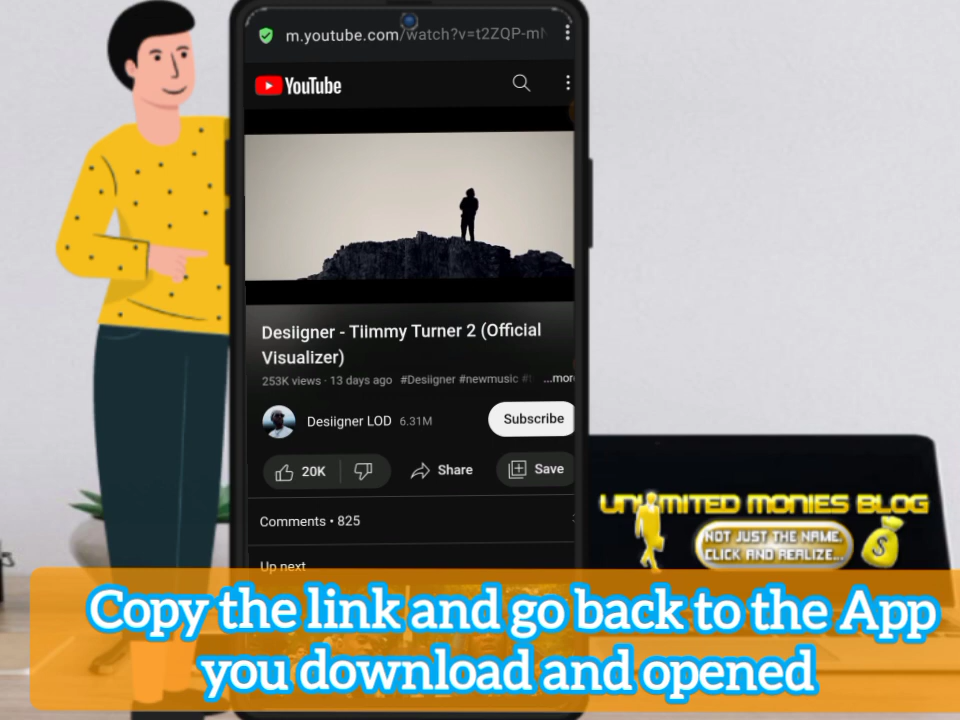 m.youtube.com/watch?v=t2ZQP-m
YouTube
Desiigner - Tiimmy Turner 2 (Official
Visualizer)
253K views · 13 days ago #Desiigner #newmusic ...more
Desiigner LOD 6.31M
Subscribe
20K
Share
Save
Comments • 825
Up next
UNLIMITED MONIES BLOG
NOT JUST THE NAME,
CLICK AND REALIZE...
$
Copy the link and go back to the App
you download and opened